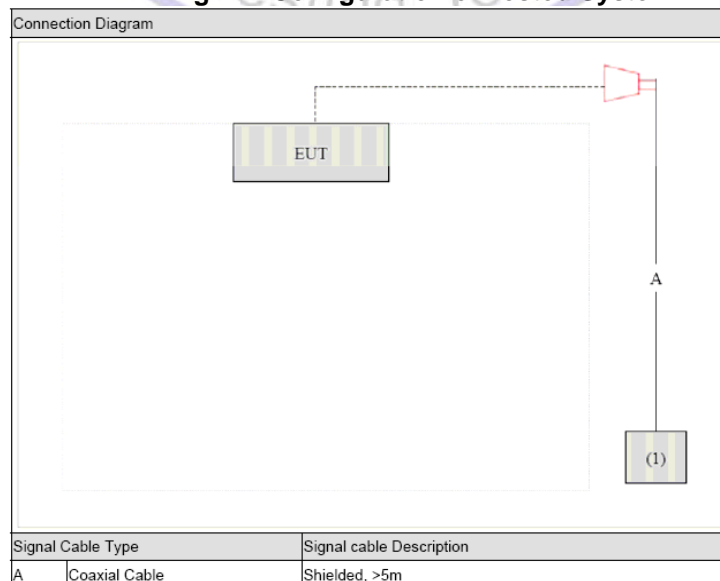 Connection Diagram
EUT
A
(1)
Signal Cable Type Signal cable Description
A Coaxial Cable Shielded, >5m